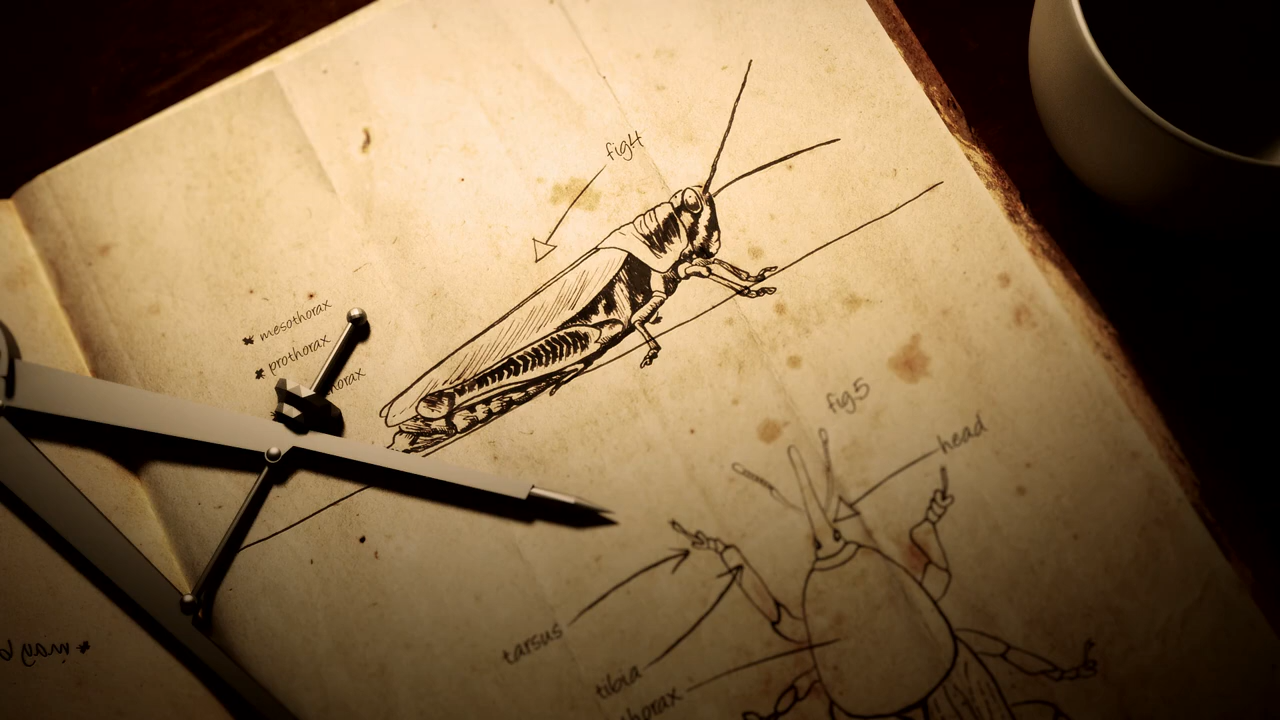 fig4
* mesothorax
* prothorax
fig5
head
tarsus
tibia